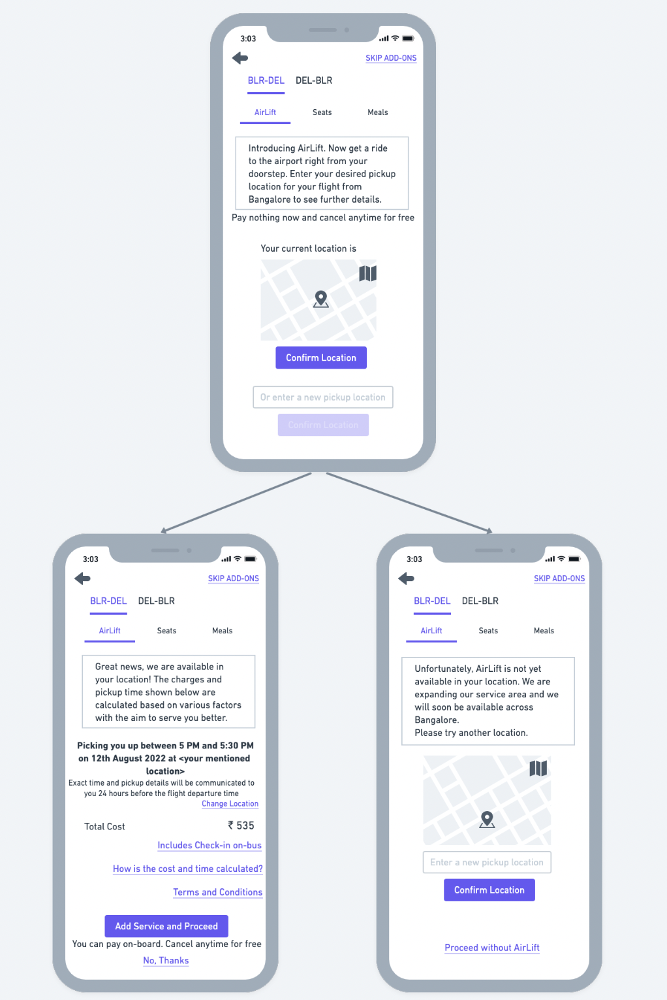 3:03
SKIP ADD-ONS
BLR-DEL DEL-BLR
AirLift Seats Meals
Introducing AirLift. Now get a ride
to the airport right from your
doorstep. Enter your desired pickup
location for your flight from
Bangalore to see further details.
Pay nothing now and cancel anytime for free
Your current location is
Confirm Location
Or enter a new pickup location
Confirm Location
3:03
SKIP ADD-ONS
BLR-DEL DEL-BLR
AirLift Seats Meals
Great news, we are available in
your location! The charges and
pickup time shown below are
calculated based on various factors
with the aim to serve you better.
Picking you up between 5 PM and 5:30 PM
on 12th August 2022 at <your mentioned
location>
Exact time and pickup details will be communicated to
you 24 hours before the flight departure time
Change Location
Total Cost ₹ 535
Includes Check-in on-bus
How is the cost and time calculated?
Terms and Conditions
Add Service and Proceed
You can pay on-board. Cancel anytime for free
No, Thanks
3:03
SKIP ADD-ONS
BLR-DEL DEL-BLR
AirLift Seats Meals
Unfortunately, AirLift is not yet
available in your location. We are
expanding our service area and we
will soon be available across
Bangalore.
Please try another location.
Enter a new pickup location
Confirm Location
Proceed without AirLift